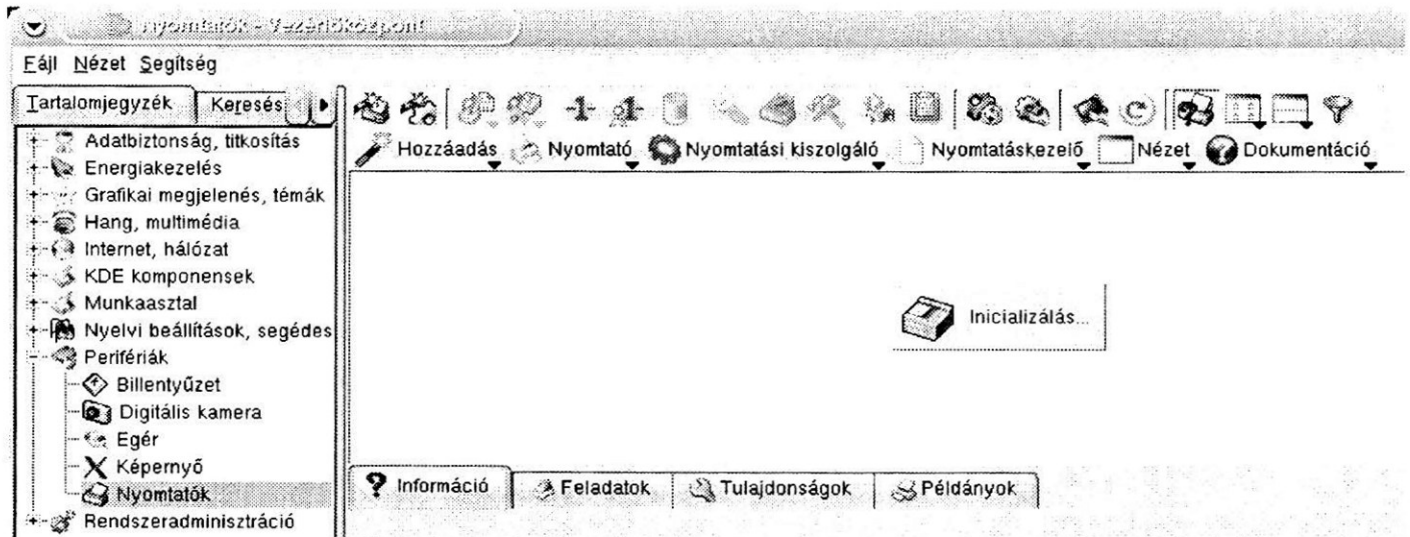 Nyomtatók - Vezérlőközpont
Fájl Nézet Segítség
Tartalomjegyzék Keresés
Adatbiztonság, titkosítás
Energiakezelés
Grafikai megjelenés, témák
Hang, multimédia
Internet, hálózat
KDE komponensek
Munkaasztal
Nyelvi beállítások, segédes
Perifériák
Billentyűzet
Digitális kamera
Egér
Képernyő
Nyomtatók
Rendszeradminisztráció
-1- -1-
Hozzáadás Nyomtató Nyomtatási kiszolgáló Nyomtatáskezelő Nézet Dokumentáció
Inicializálás...
Információ Feladatok Tulajdonságok Példányok